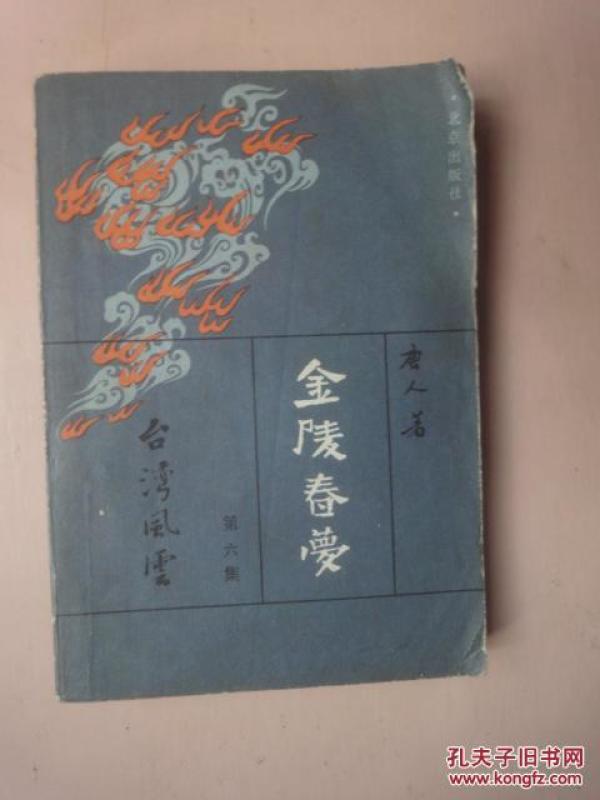 ·北京出版社·
唐人著
金陵春夢
第六集
台灣風雲
孔夫子旧书网
www.kongfz.com